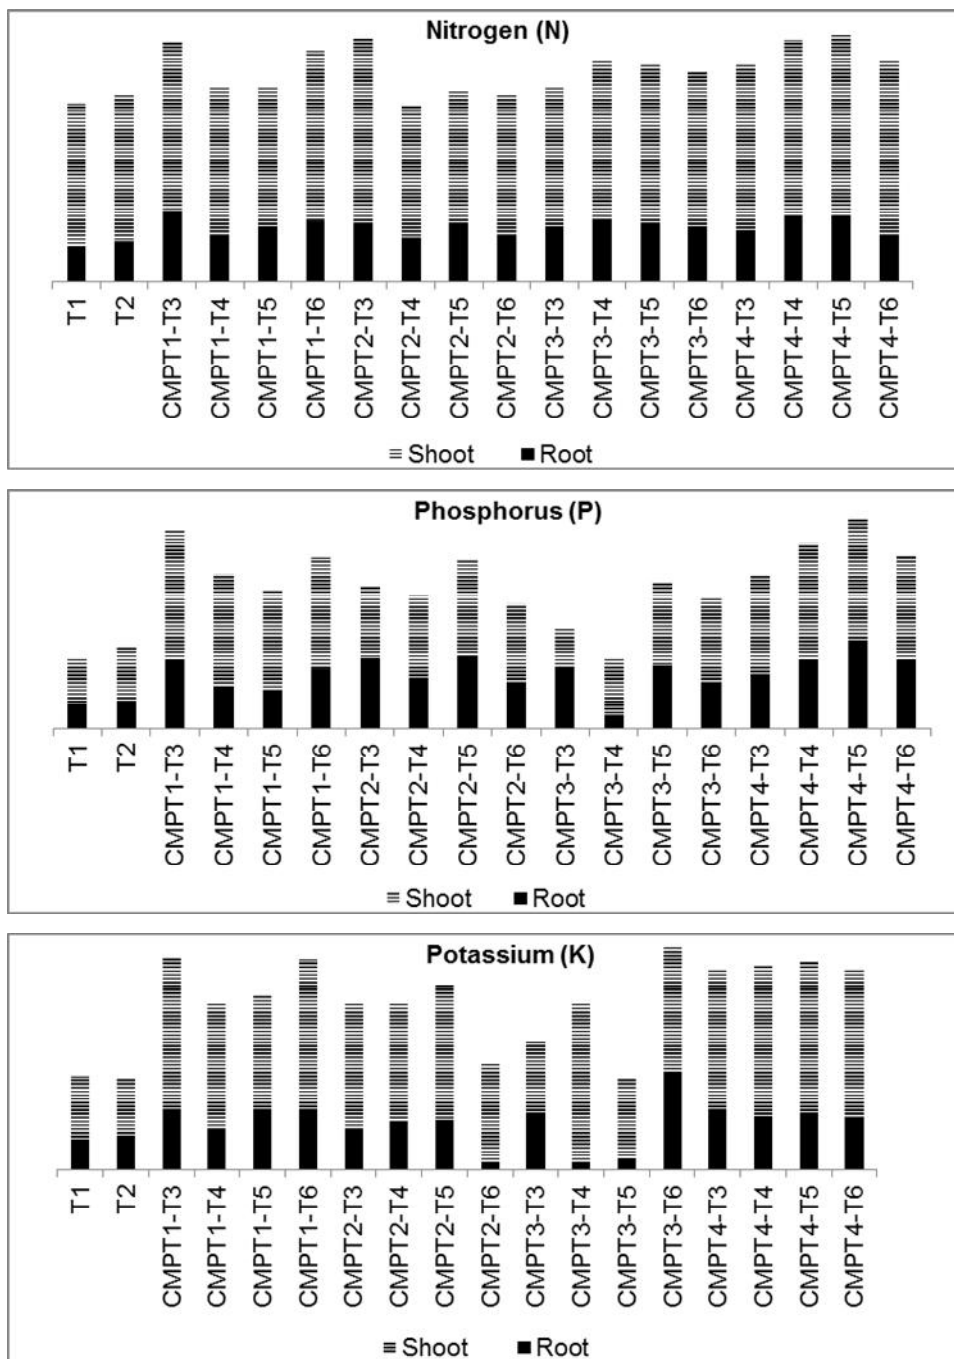 Nitrogen (N)
T1
T2
CMPT1-T3
CMPT1-T4
CMPT1-T5
CMPT1-T6
CMPT2-T3
CMPT2-T4
CMPT2-T5
CMPT2-T6
CMPT3-T3
CMPT3-T4
CMPT3-T5
CMPT3-T6
CMPT4-T3
CMPT4-T4
CMPT4-T5
CMPT4-T6
Shoot Root
Phosphorus (P)
T1
T2
CMPT1-T3
CMPT1-T4
CMPT1-T5
CMPT1-T6
CMPT2-T3
CMPT2-T4
CMPT2-T5
CMPT2-T6
CMPT3-T3
CMPT3-T4
CMPT3-T5
CMPT3-T6
CMPT4-T3
CMPT4-T4
CMPT4-T5
CMPT4-T6
Shoot Root
Potassium (K)
T1
T2
CMPT1-T3
CMPT1-T4
CMPT1-T5
CMPT1-T6
CMPT2-T3
CMPT2-T4
CMPT2-T5
CMPT2-T6
CMPT3-T3
CMPT3-T4
CMPT3-T5
CMPT3-T6
CMPT4-T3
CMPT4-T4
CMPT4-T5
CMPT4-T6
Shoot Root